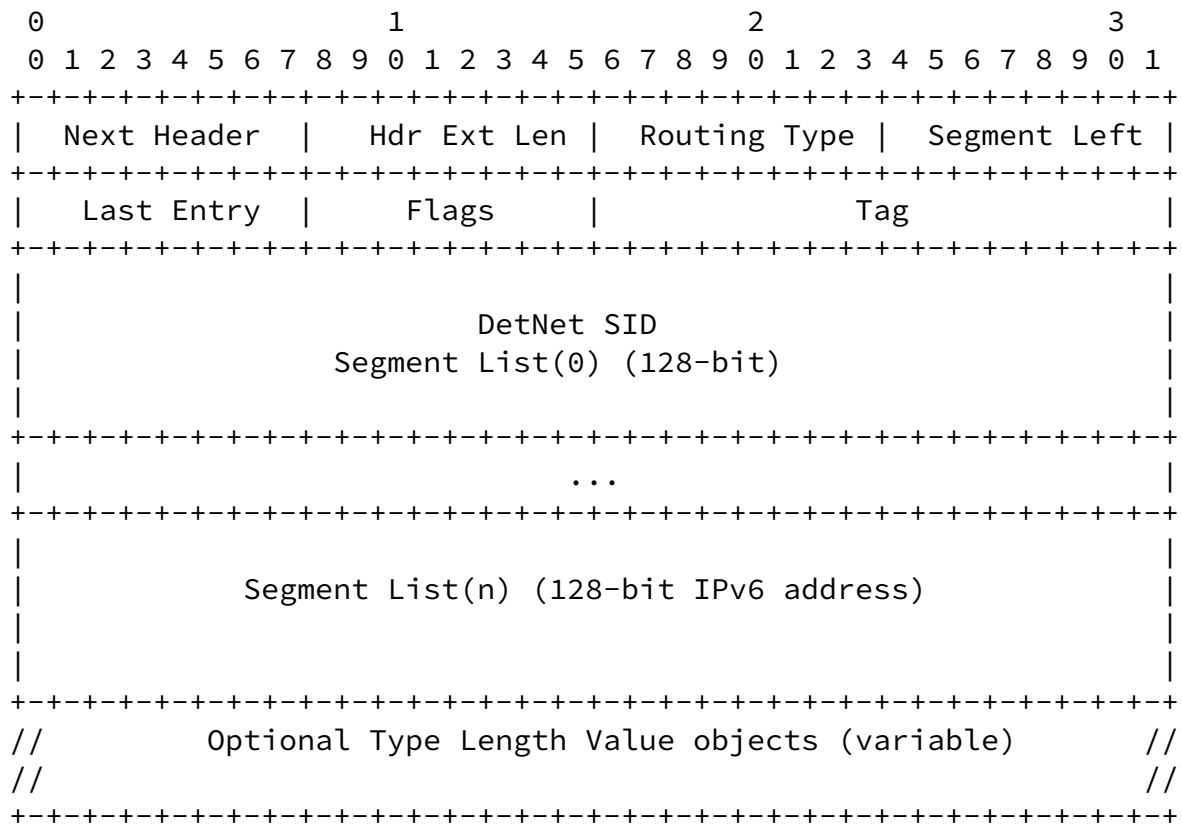 0                   1                   2                   3
 0 1 2 3 4 5 6 7 8 9 0 1 2 3 4 5 6 7 8 9 0 1 2 3 4 5 6 7 8 9 0 1
+-+-+-+-+-+-+-+-+-+-+-+-+-+-+-+-+-+-+-+-+-+-+-+-+-+-+-+-+-+-+-+-+
|  Next Header  |   Hdr Ext Len |  Routing Type |  Segment Left |
+-+-+-+-+-+-+-+-+-+-+-+-+-+-+-+-+-+-+-+-+-+-+-+-+-+-+-+-+-+-+-+-+
|   Last Entry  |     Flags     |              Tag              |
+-+-+-+-+-+-+-+-+-+-+-+-+-+-+-+-+-+-+-+-+-+-+-+-+-+-+-+-+-+-+-+-+
|                                                               |
|                         DetNet SID                            |
|                 Segment List(0) (128-bit)                     |
|                                                               |
+-+-+-+-+-+-+-+-+-+-+-+-+-+-+-+-+-+-+-+-+-+-+-+-+-+-+-+-+-+-+-+-+
|                              ...                              |
+-+-+-+-+-+-+-+-+-+-+-+-+-+-+-+-+-+-+-+-+-+-+-+-+-+-+-+-+-+-+-+-+
|                                                               |
|            Segment List(n) (128-bit IPv6 address)             |
|                                                               |
|                                                               |
+-+-+-+-+-+-+-+-+-+-+-+-+-+-+-+-+-+-+-+-+-+-+-+-+-+-+-+-+-+-+-+-+
//         Optional Type Length Value objects (variable)       //
//                                                             //
+-+-+-+-+-+-+-+-+-+-+-+-+-+-+-+-+-+-+-+-+-+-+-+-+-+-+-+-+-+-+-+-+